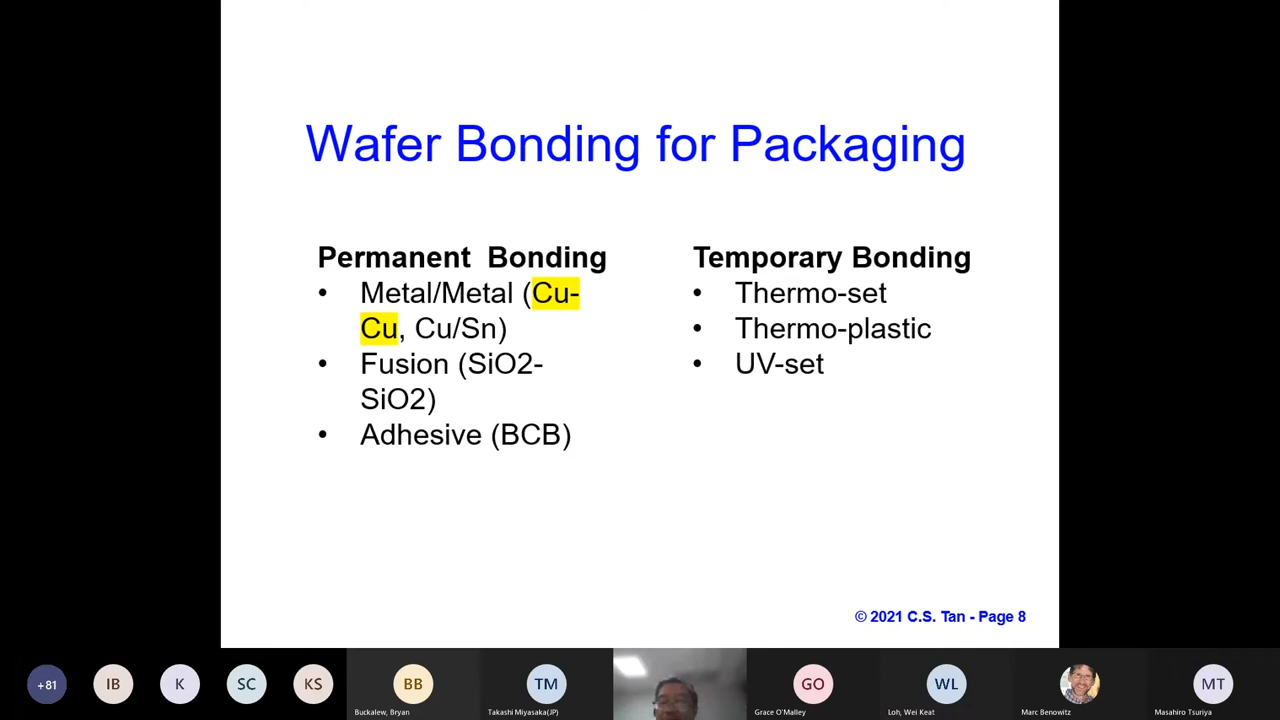 Wafer Bonding for Packaging
Permanent  Bonding
• Metal/Metal (Cu-
Cu, Cu/Sn)
• Fusion (SiO2-
SiO2)
• Adhesive (BCB)
Temporary Bonding
• Thermo-set
• Thermo-plastic
• UV-set
© 2021 C.S. Tan - Page 8
+81
IB
K
SC
KS
BB
Buckalew, Bryan
TM
Takashi Miyasaka(JP)
GO
Grace O'Malley
WL
Loh, Wei Keat
Marc Benowitz
MT
Masahiro Tsuriya